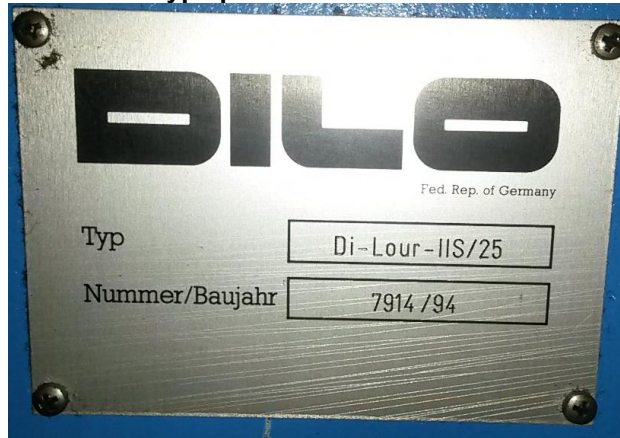 DILO
Fed. Rep. of Germany
Typ Di-Lour-IIS/25
Nummer/Baujahr 7914/94